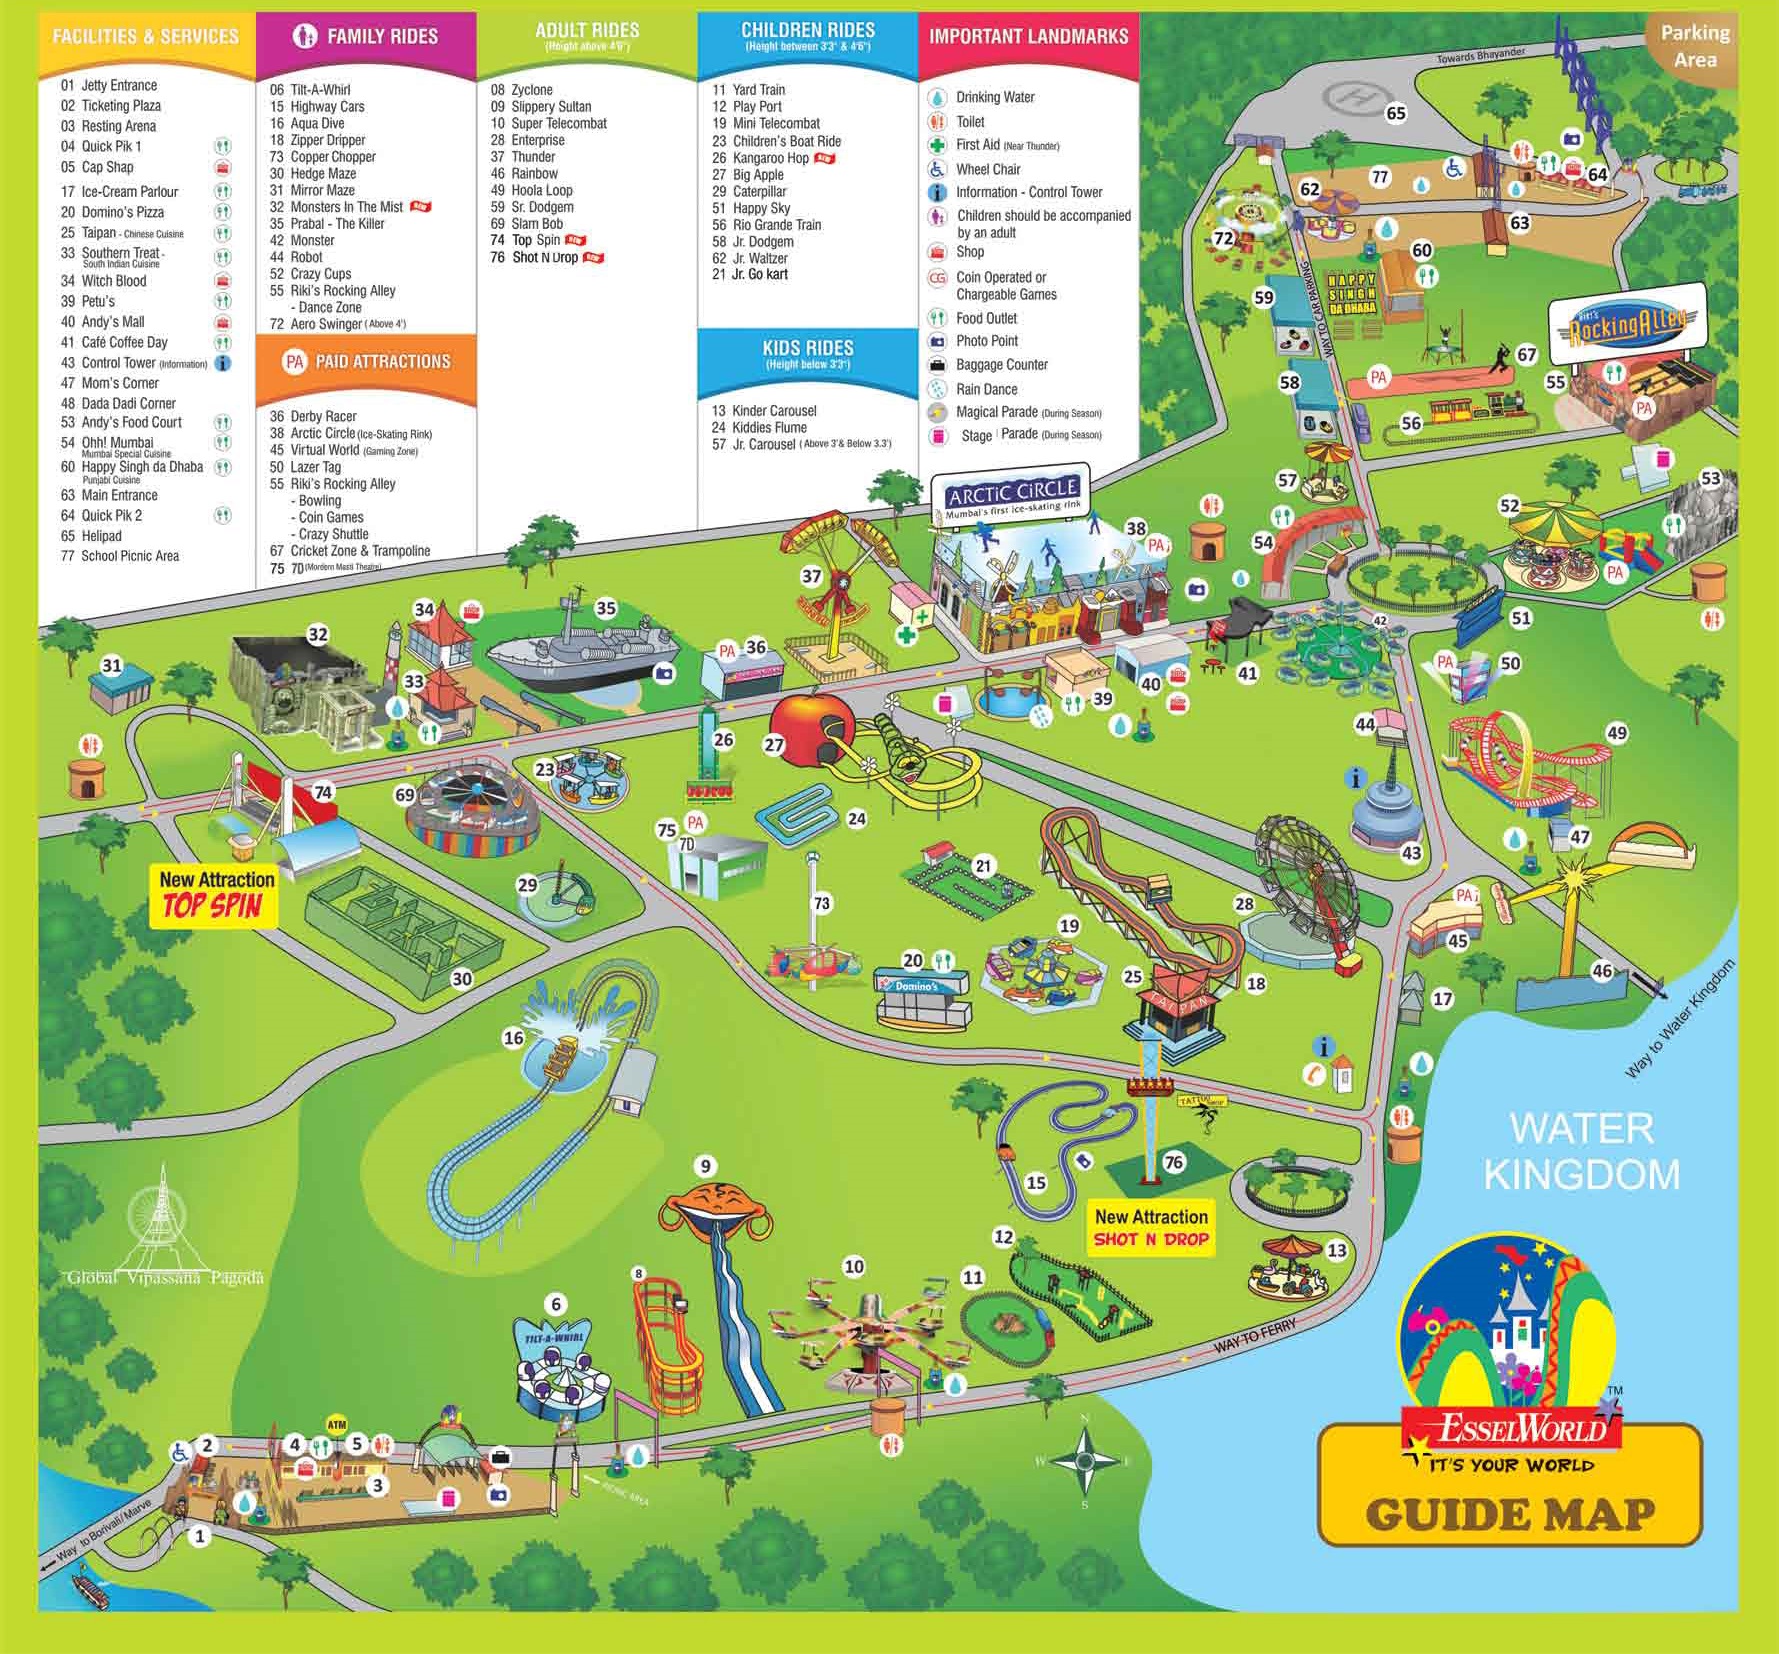 FACILITIES & SERVICES
01 Jetty Entrance
02 Ticketing Plaza
03 Resting Arena
04 Quick Pik 1
05 Cap Shap
17 Ice-Cream Parlour
20 Domino's Pizza
25 Taipan - Chinese Cuisine
33 Southern Treat -
South Indian Cuisine
34 Witch Blood
39 Petu's
40 Andy's Mall
41 Café Coffee Day
43 Control Tower (Information)
47 Mom's Corner
48 Dada Dadi Corner
53 Andy's Food Court
54 Ohh! Mumbai
Mumbai Special Cuisine
60 Happy Singh da Dhaba
Punjabi Cuisine
63 Main Entrance
64 Quick Pik 2
65 Helipad
77 School Picnic Area
FAMILY RIDES
06 Tilt-A-Whirl
15 Highway Cars
16 Aqua Dive
18 Zipper Dripper
73 Copper Chopper
30 Hedge Maze
31 Mirror Maze
32 Monsters In The Mist NEW
35 Prabal - The Killer
42 Monster
44 Robot
52 Crazy Cups
55 Riki's Rocking Alley
- Dance Zone
72 Aero Swinger (Above 4')
PA PAID ATTRACTIONS
36 Derby Racer
38 Arctic Circle (Ice-Skating Rink)
45 Virtual World (Gaming Zone)
50 Lazer Tag
55 Riki's Rocking Alley
- Bowling
- Coin Games
- Crazy Shuttle
67 Cricket Zone & Trampoline
75 7D (Mordern Masti Theatre)
ADULT RIDES
(Height above 4'6")
08 Zyclone
09 Slippery Sultan
10 Super Telecombat
28 Enterprise
37 Thunder
46 Rainbow
49 Hoola Loop
59 Sr. Dodgem
69 Slam Bob
74 Top Spin NEW
76 Shot N Drop NEW
CHILDREN RIDES
(Height between 3'3" & 4'6")
11 Yard Train
12 Play Port
19 Mini Telecombat
23 Children's Boat Ride
26 Kangaroo Hop NEW
27 Big Apple
29 Caterpillar
51 Happy Sky
56 Rio Grande Train
58 Jr. Dodgem
62 Jr. Waltzer
21 Jr. Go kart
KIDS RIDES
(Height below 3'3")
13 Kinder Carousel
24 Kiddies Flume
57 Jr. Carousel (Above 3'& Below 3.3')
IMPORTANT LANDMARKS
Drinking Water
Toilet
First Aid (Near Thunder)
Wheel Chair
Information - Control Tower
Children should be accompanied
by an adult
Shop
CG Coin Operated or
Chargeable Games
Food Outlet
Photo Point
Baggage Counter
Rain Dance
Magical Parade (During Season)
Stage | Parade (During Season)
Parking
Area
Towards Bhayander
H
65
77
62
64
63
72
60
HAPPY
SINGH
DA DHABA
59
WAY TO CAR PARKING
RIKI'S
RockingAlley
67
PA
58
55
PA
56
57
53
ARCTIC CIRCLE
Mumbai's first ice-skating rink
38
PA
54
52
PA
37
34
35
32
PA 36
42
51
31
33
41
PA 50
40
39
44
49
26
27
23
74
69
75 PA
7D
24
47
43
New Attraction
TOP SPIN
21
29
73
28
PA
45
19
30
20
Domino's
25
TAIPAN
18
46
17
Way to Water Kingdom
16
TATTOO
WATER
KINGDOM
9
15
76
New Attraction
SHOT N DROP
12
13
Global Vipassana Pagoda
8
10
11
6
TILT-A-WHIRL
WAY TO FERRY
TM
ESSELWORLD
IT'S YOUR WORLD
GUIDE MAP
ATM
2
4
5
3
PICNIC AREA
N
W
E
S
1
Way to Borivali/Marve